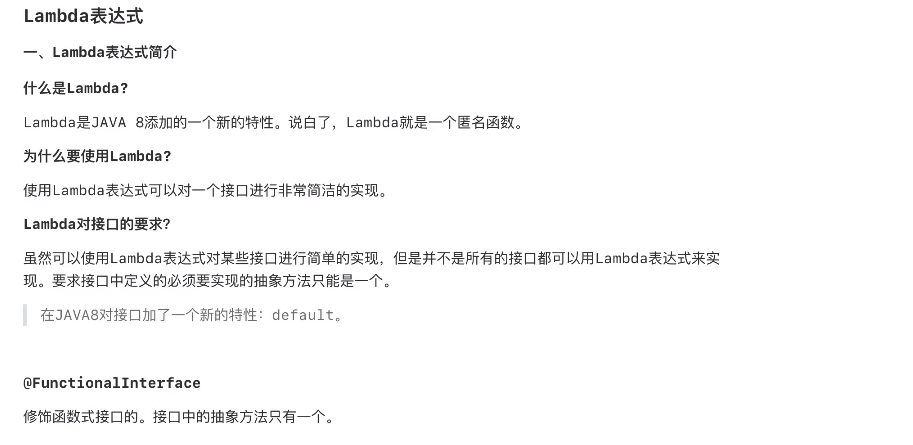 Lambda表达式
一、Lambda表达式简介
什么是Lambda?
Lambda是JAVA 8添加的一个新的特性。说白了，Lambda就是一个匿名函数。
为什么要使用Lambda?
使用Lambda表达式可以对一个接口进行非常简洁的实现。
Lambda对接口的要求?
虽然可以使用Lambda表达式对某些接口进行简单的实现，但是并不是所有的接口都可以用Lambda表达式来实
现。要求接口中定义的必须要实现的抽象方法只能是一个。
在JAVA8对接口加了一个新的特性：default。
@FunctionalInterface
修饰函数式接口的。接口中的抽象方法只有一个。